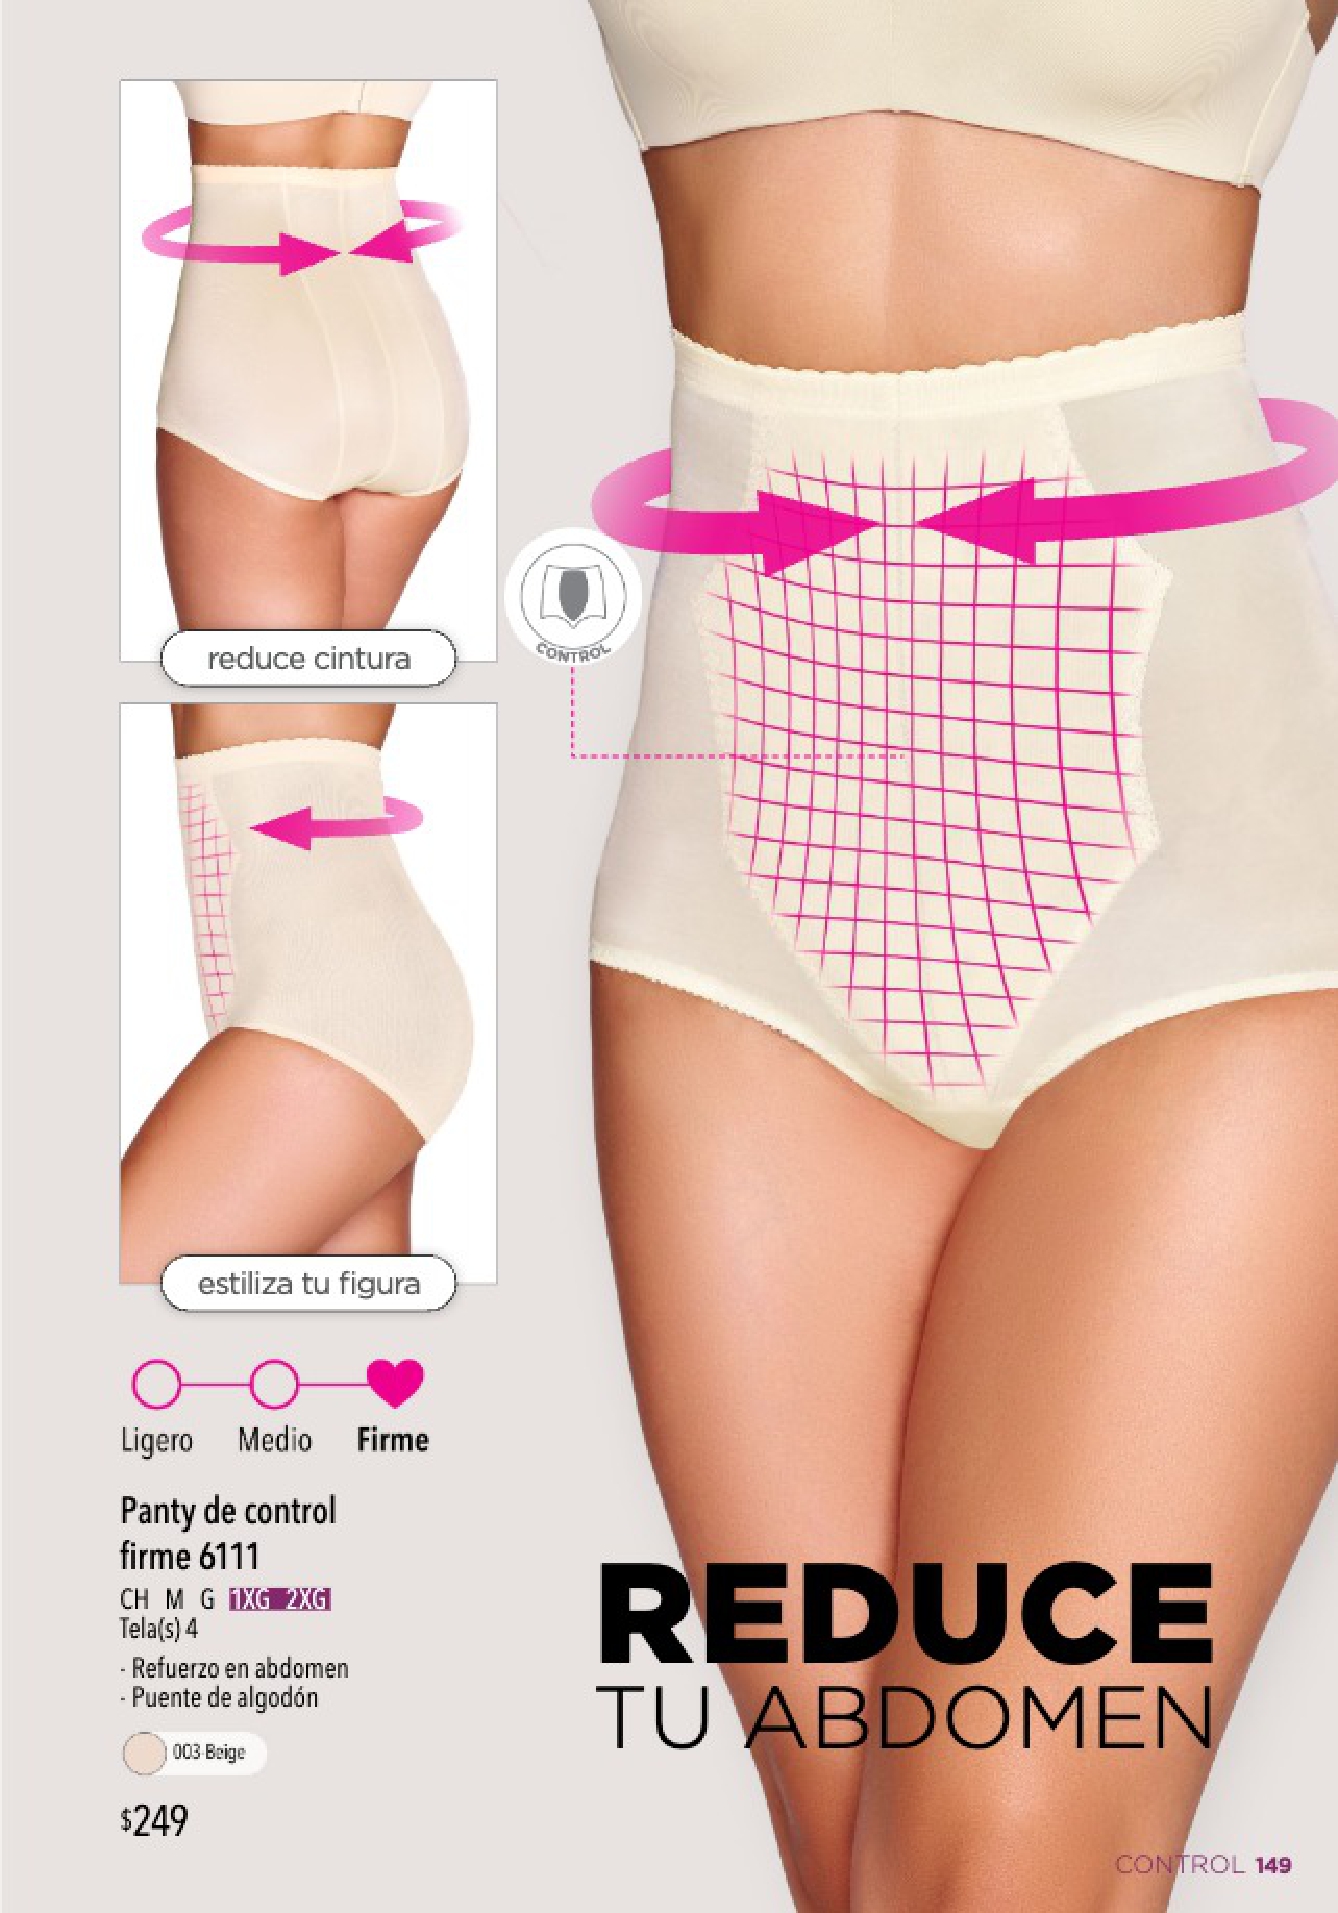 reduce cintura
CONTROL
estiliza tu figura
Ligero Medio Firme
Panty de control
firme 6111
CH M G 1XG 2XG
Tela(s) 4
· Refuerzo en abdomen
· Puente de algodón
003 Beige
$249
REDUCE
TU ABDOMEN
CONTROL 149